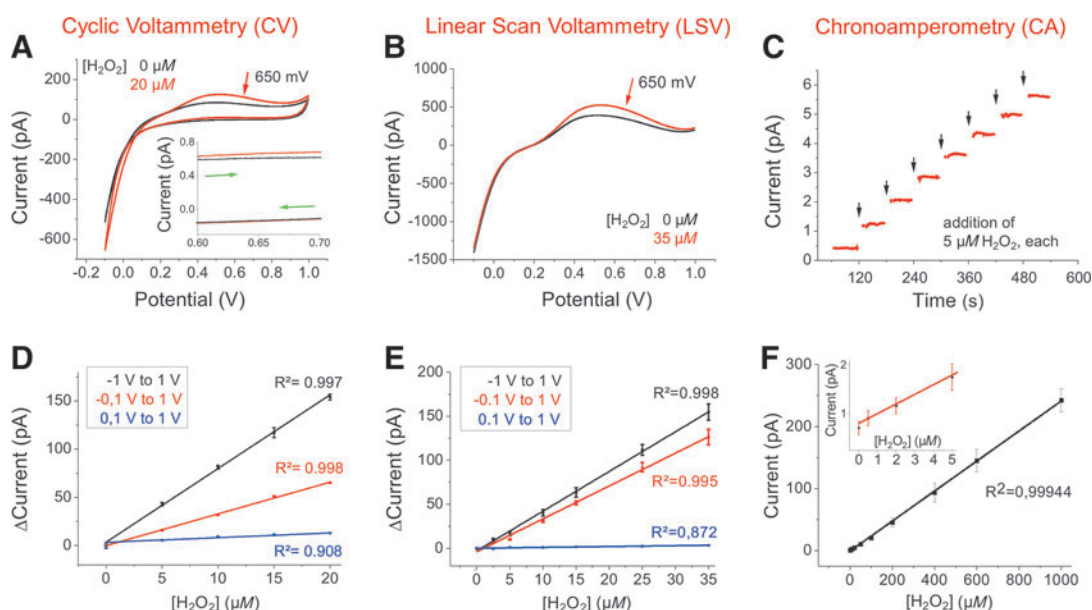 Cyclic Voltammetry (CV)
Linear Scan Voltammetry (LSV)
Chronoamperometry (CA)
A
[H₂O₂] 0 µM
20 µM
650 mV
200
0
-200
-400
-600
Current (pA)
-0.2 0.0 0.2 0.4 0.6 0.8 1.0
Potential (V)
0.8
0.4
0.0
Current (pA)
0.60 0.65 0.70
B
1000
500
0
-500
-1000
-1500
Current (pA)
650 mV
[H₂O₂] 0 µM
35 µM
0.0 0.2 0.4 0.6 0.8 1.0
Potential (V)
C
6
5
4
3
2
1
0
Current (pA)
addition of
5 µM H₂O₂, each
120 240 360 480 600
Time (s)
D
-1 V to 1 V
-0,1 V to 1 V
0,1 V to 1 V
R²= 0.997
R²= 0.998
R²= 0.908
150
100
50
0
ΔCurrent (pA)
0 5 10 15 20
[H₂O₂] (µM)
E
-1 V to 1 V
-0.1 V to 1 V
0.1 V to 1 V
R²=0.998
R²=0.995
R²=0,872
200
150
100
50
0
ΔCurrent (pA)
0 5 10 15 20 25 30 35
[H₂O₂] (µM)
F
300
200
100
0
Current (pA)
2
1
Current (pA)
0 1 2 3 4 5
[H₂O₂] (µM)
R²=0,99944
0 200 400 600 800 1000
[H₂O₂] (µM)